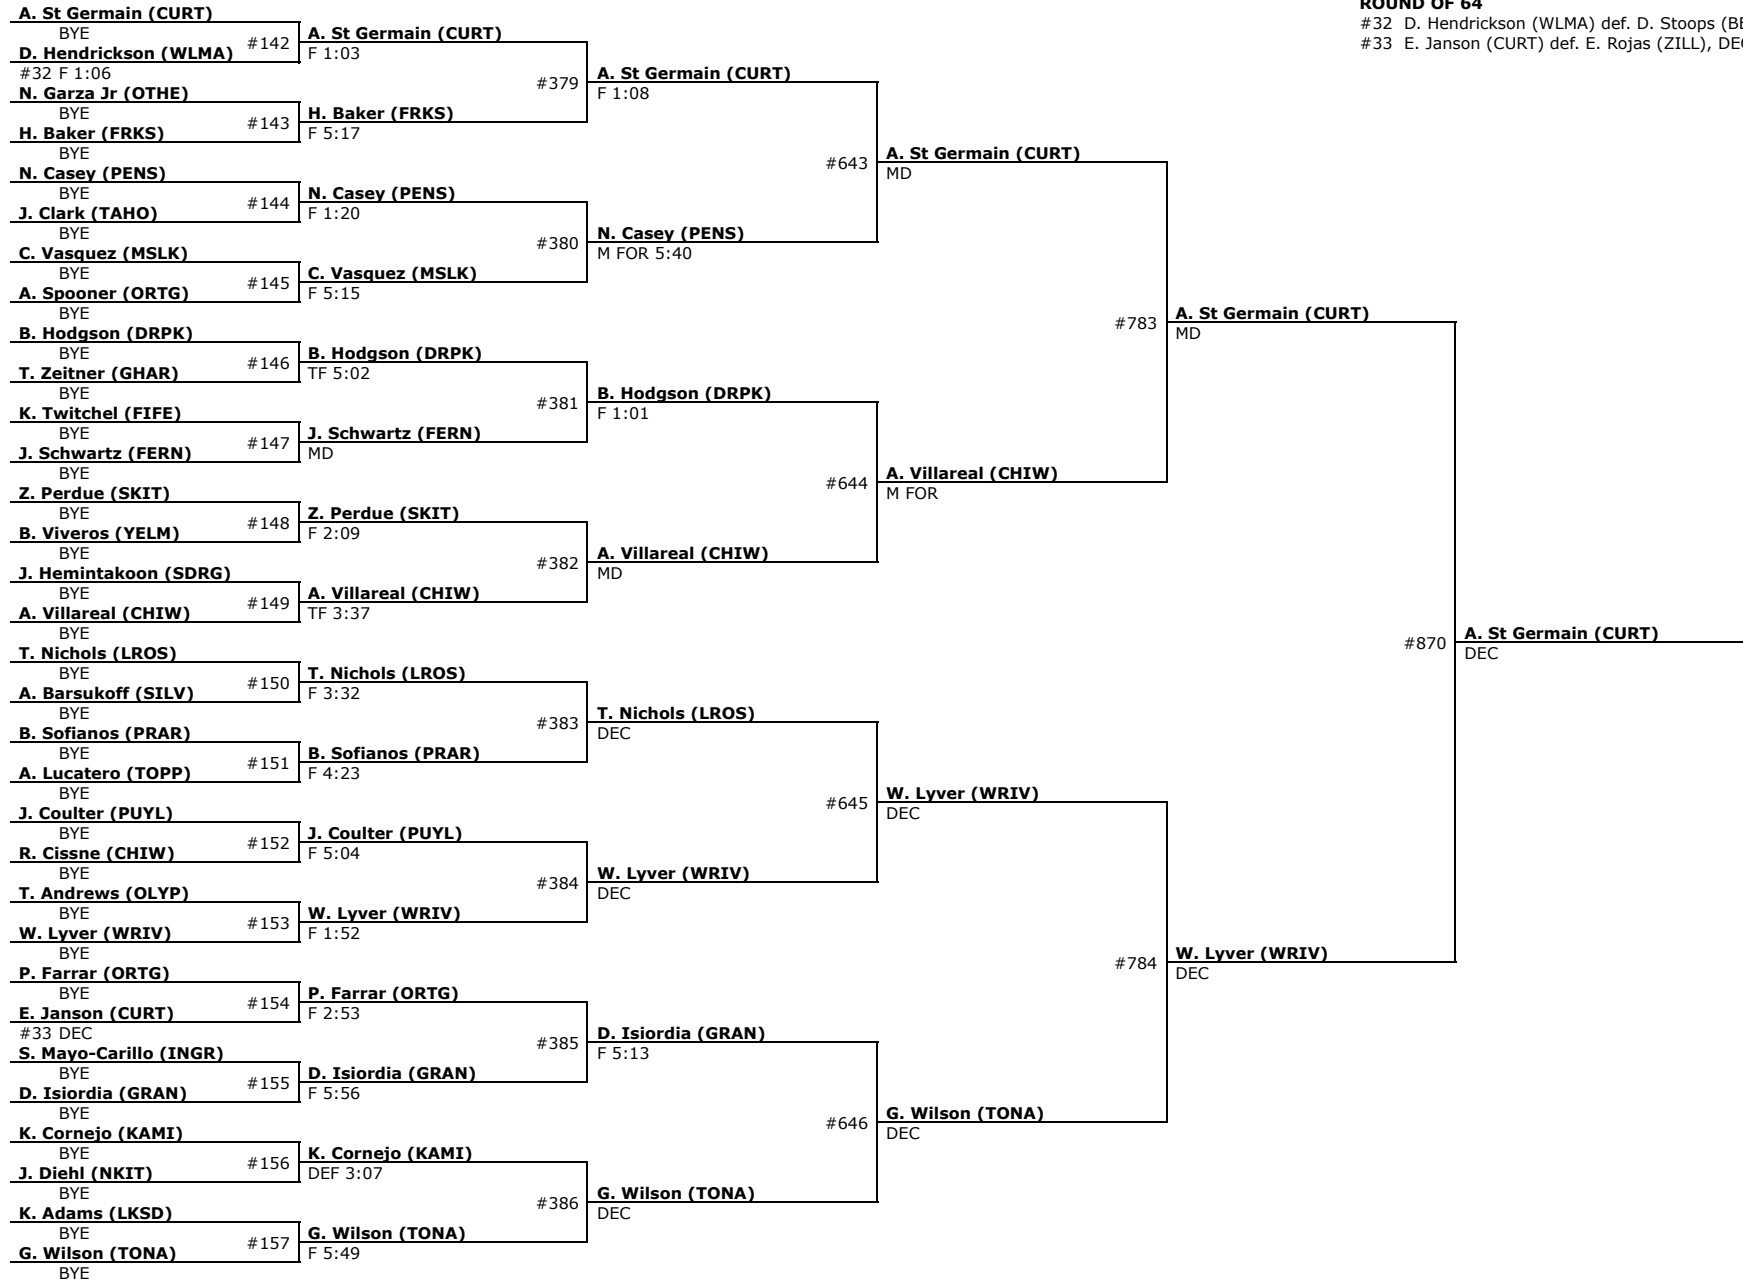 ROUND OF 64
#32 D. Hendrickson (WLMA) def. D. Stoops
#33 E. Janson (CURT) def. E. Rojas (ZILL),
A. St Germain (CURT)
BYE
#142
D. Hendrickson (WLMA)
#32 F 1:06
N. Garza Jr (OTHE)
BYE
#143
H. Baker (FRKS)
BYE
N. Casey (PENS)
BYE
#144
J. Clark (TAHO)
BYE
C. Vasquez (MSLK)
BYE
#145
A. Spooner (ORTG)
BYE
B. Hodgson (DRPK)
BYE
#146
T. Zeitner (GHAR)
BYE
K. Twitchel (FIFE)
BYE
#147
J. Schwartz (FERN)
BYE
Z. Perdue (SKIT)
BYE
#148
B. Viveros (YELM)
BYE
J. Hemintakoon (SDRG)
BYE
#149
A. Villareal (CHIW)
BYE
T. Nichols (LROS)
BYE
#150
A. Barsukoff (SILV)
BYE
B. Sofianos (PRAR)
BYE
#151
A. Lucatero (TOPP)
BYE
J. Coulter (PUYL)
BYE
#152
R. Cissne (CHIW)
BYE
T. Andrews (OLYP)
BYE
#153
W. Lyver (WRIV)
BYE
P. Farrar (ORTG)
BYE
#154
E. Janson (CURT)
#33 DEC
S. Mayo-Carillo (INGR)
BYE
#155
D. Isiordia (GRAN)
BYE
K. Cornejo (KAMI)
BYE
#156
J. Diehl (NKIT)
BYE
K. Adams (LKSD)
BYE
#157
G. Wilson (TONA)
BYE
A. St Germain (CURT)
F 1:03
#379
H. Baker (FRKS)
F 5:17
N. Casey (PENS)
F 1:20
#380
C. Vasquez (MSLK)
F 5:15
B. Hodgson (DRPK)
TF 5:02
#381
J. Schwartz (FERN)
MD
Z. Perdue (SKIT)
F 2:09
#382
A. Villareal (CHIW)
TF 3:37
T. Nichols (LROS)
F 3:32
#383
B. Sofianos (PRAR)
F 4:23
J. Coulter (PUYL)
F 5:04
#384
W. Lyver (WRIV)
F 1:52
P. Farrar (ORTG)
F 2:53
#385
D. Isiordia (GRAN)
F 5:56
K. Cornejo (KAMI)
DEF 3:07
#386
G. Wilson (TONA)
F 5:49
A. St Germain (CURT)
F 1:08
#643
N. Casey (PENS)
M FOR 5:40
B. Hodgson (DRPK)
F 1:01
#644
A. Villareal (CHIW)
MD
T. Nichols (LROS)
DEC
#645
W. Lyver (WRIV)
DEC
D. Isiordia (GRAN)
F 5:13
#646
G. Wilson (TONA)
DEC
A. St Germain (CURT)
MD
#783
A. Villareal (CHIW)
M FOR
W. Lyver (WRIV)
DEC
#784
G. Wilson (TONA)
DEC
A. St Germain (CURT)
MD
#870
W. Lyver (WRIV)
DEC
A. St Germain (CURT)
DEC